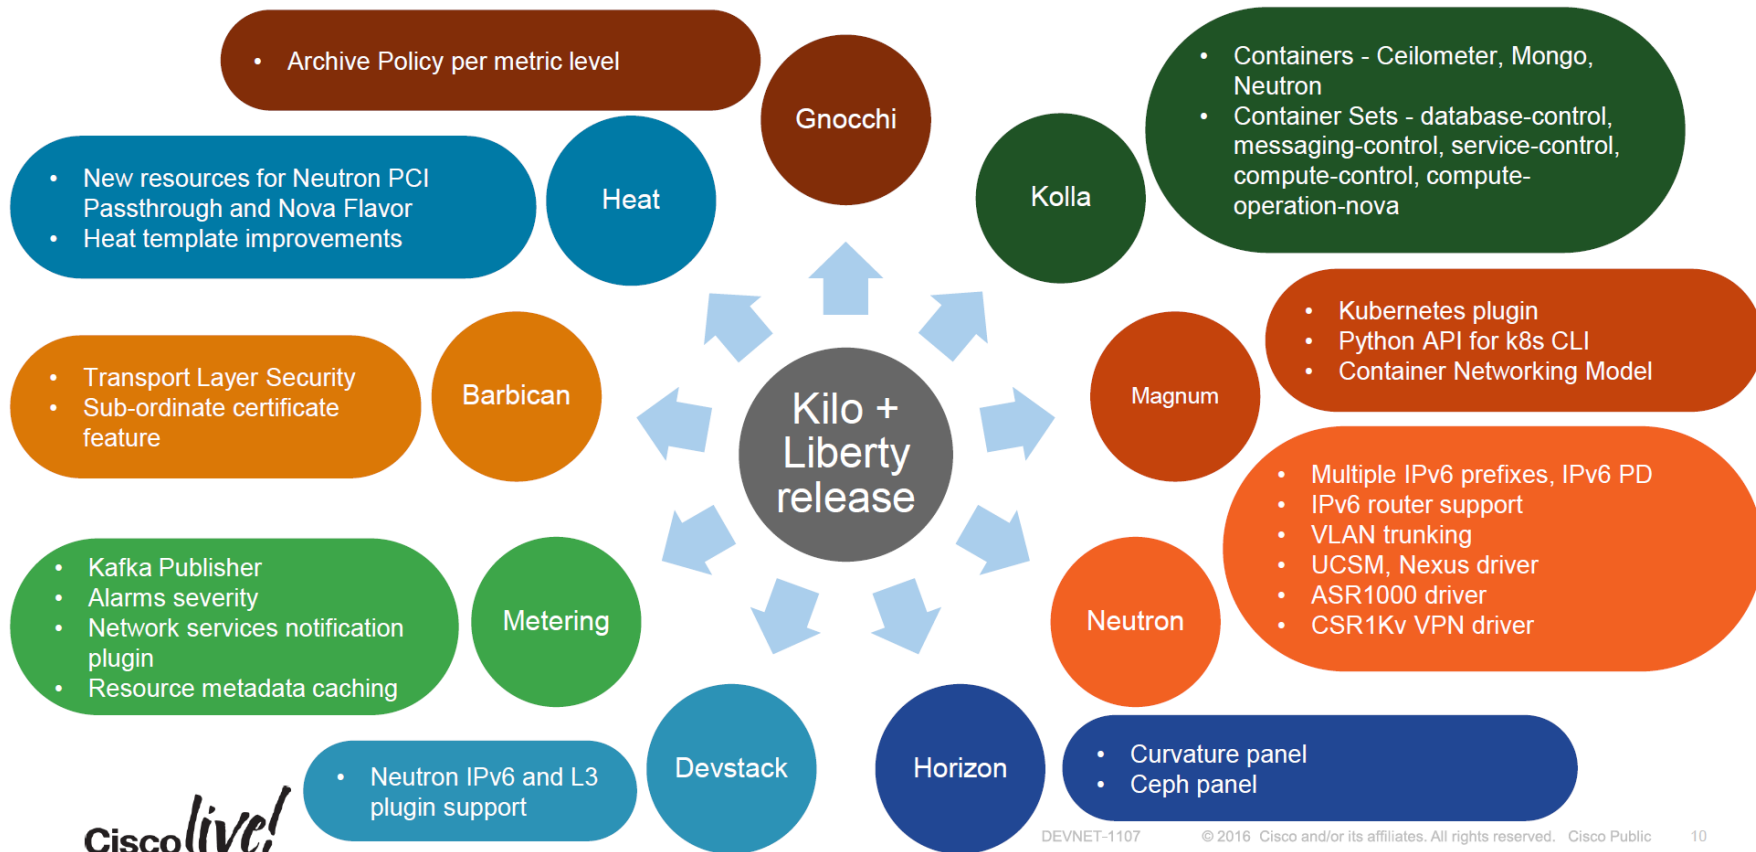 • Archive Policy per metric level
Gnocchi
• Containers - Ceilometer, Mongo,
Neutron
• Container Sets - database-control,
messaging-control, service-control,
compute-control, compute-
operation-nova
Kolla
• New resources for Neutron PCI
Passthrough and Nova Flavor
• Heat template improvements
Heat
• Kubernetes plugin
• Python API for k8s CLI
• Container Networking Model
Magnum
• Transport Layer Security
• Sub-ordinate certificate
feature
Barbican
Kilo +
Liberty
release
• Multiple IPv6 prefixes, IPv6 PD
• IPv6 router support
• VLAN trunking
• UCSM, Nexus driver
• ASR1000 driver
• CSR1Kv VPN driver
Neutron
• Kafka Publisher
• Alarms severity
• Network services notification
plugin
• Resource metadata caching
Metering
• Neutron IPv6 and L3
plugin support
Devstack
Horizon
• Curvature panel
• Ceph panel
Cisco live!
DEVNET-1107 © 2016 Cisco and/or its affiliates. All rights reserved. Cisco Public 10